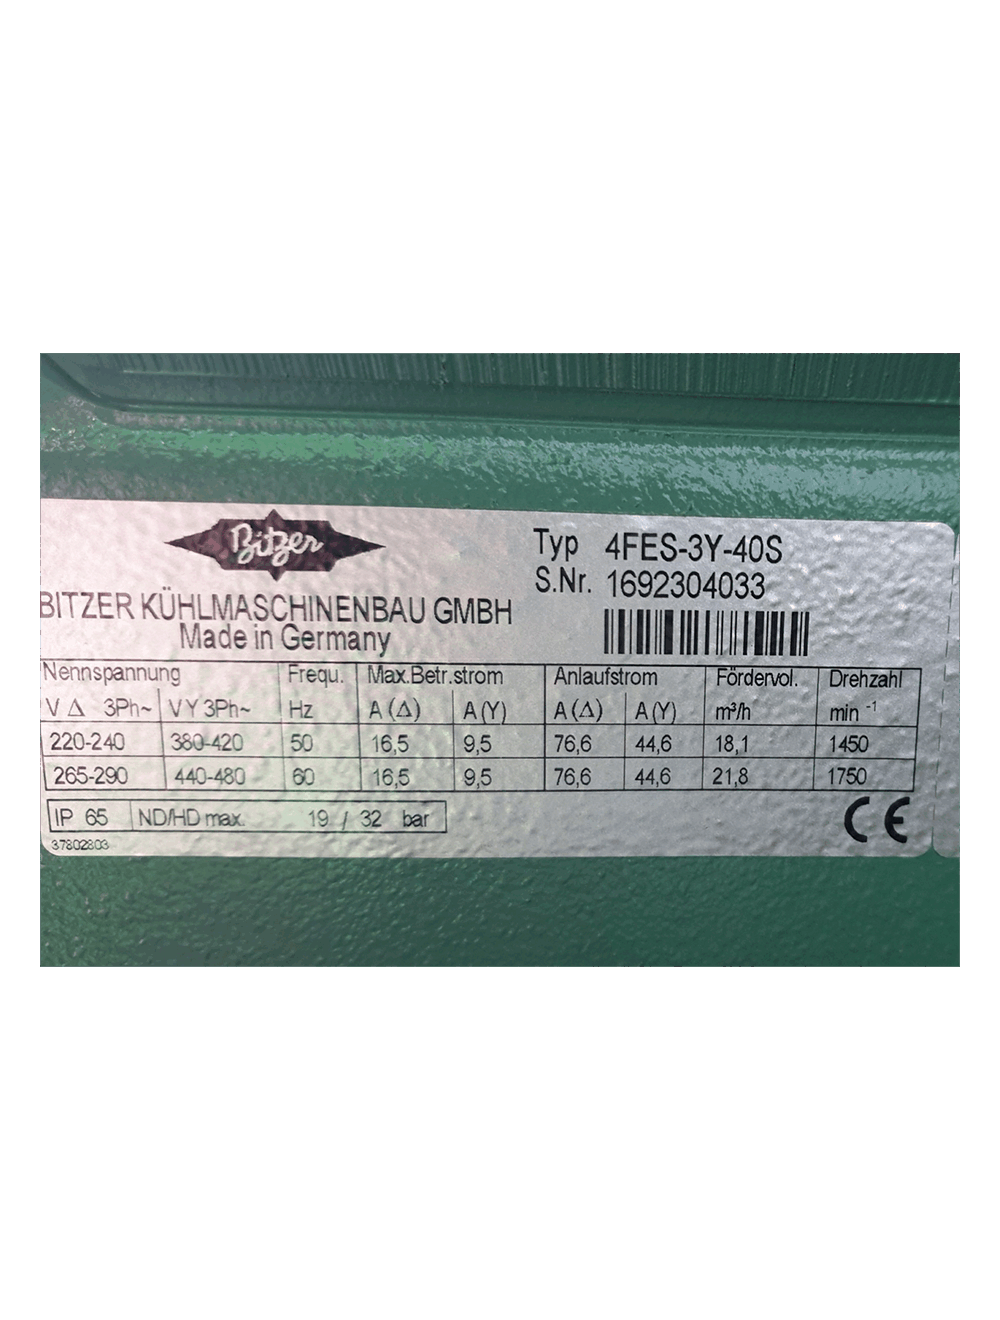 Bitzer
BITZER KÜHLMASCHINENBAU GMBH
Made in Germany
Typ 4FES-3Y-40S
S.Nr. 1692304033
Nennspannung Frequ. Max.Betr.strom Anlaufstrom Fördervol. Drehzahl
V Δ 3Ph~ V Y 3Ph~ Hz A (Δ) A (Y) A (Δ) A (Y) m³/h min -1
220-240 380-420 50 16,5 9,5 76,6 44,6 18,1 1450
265-290 440-480 60 16,5 9,5 76,6 44,6 21,8 1750
IP 65 ND/HD max. 19 / 32 bar
37802803
CE